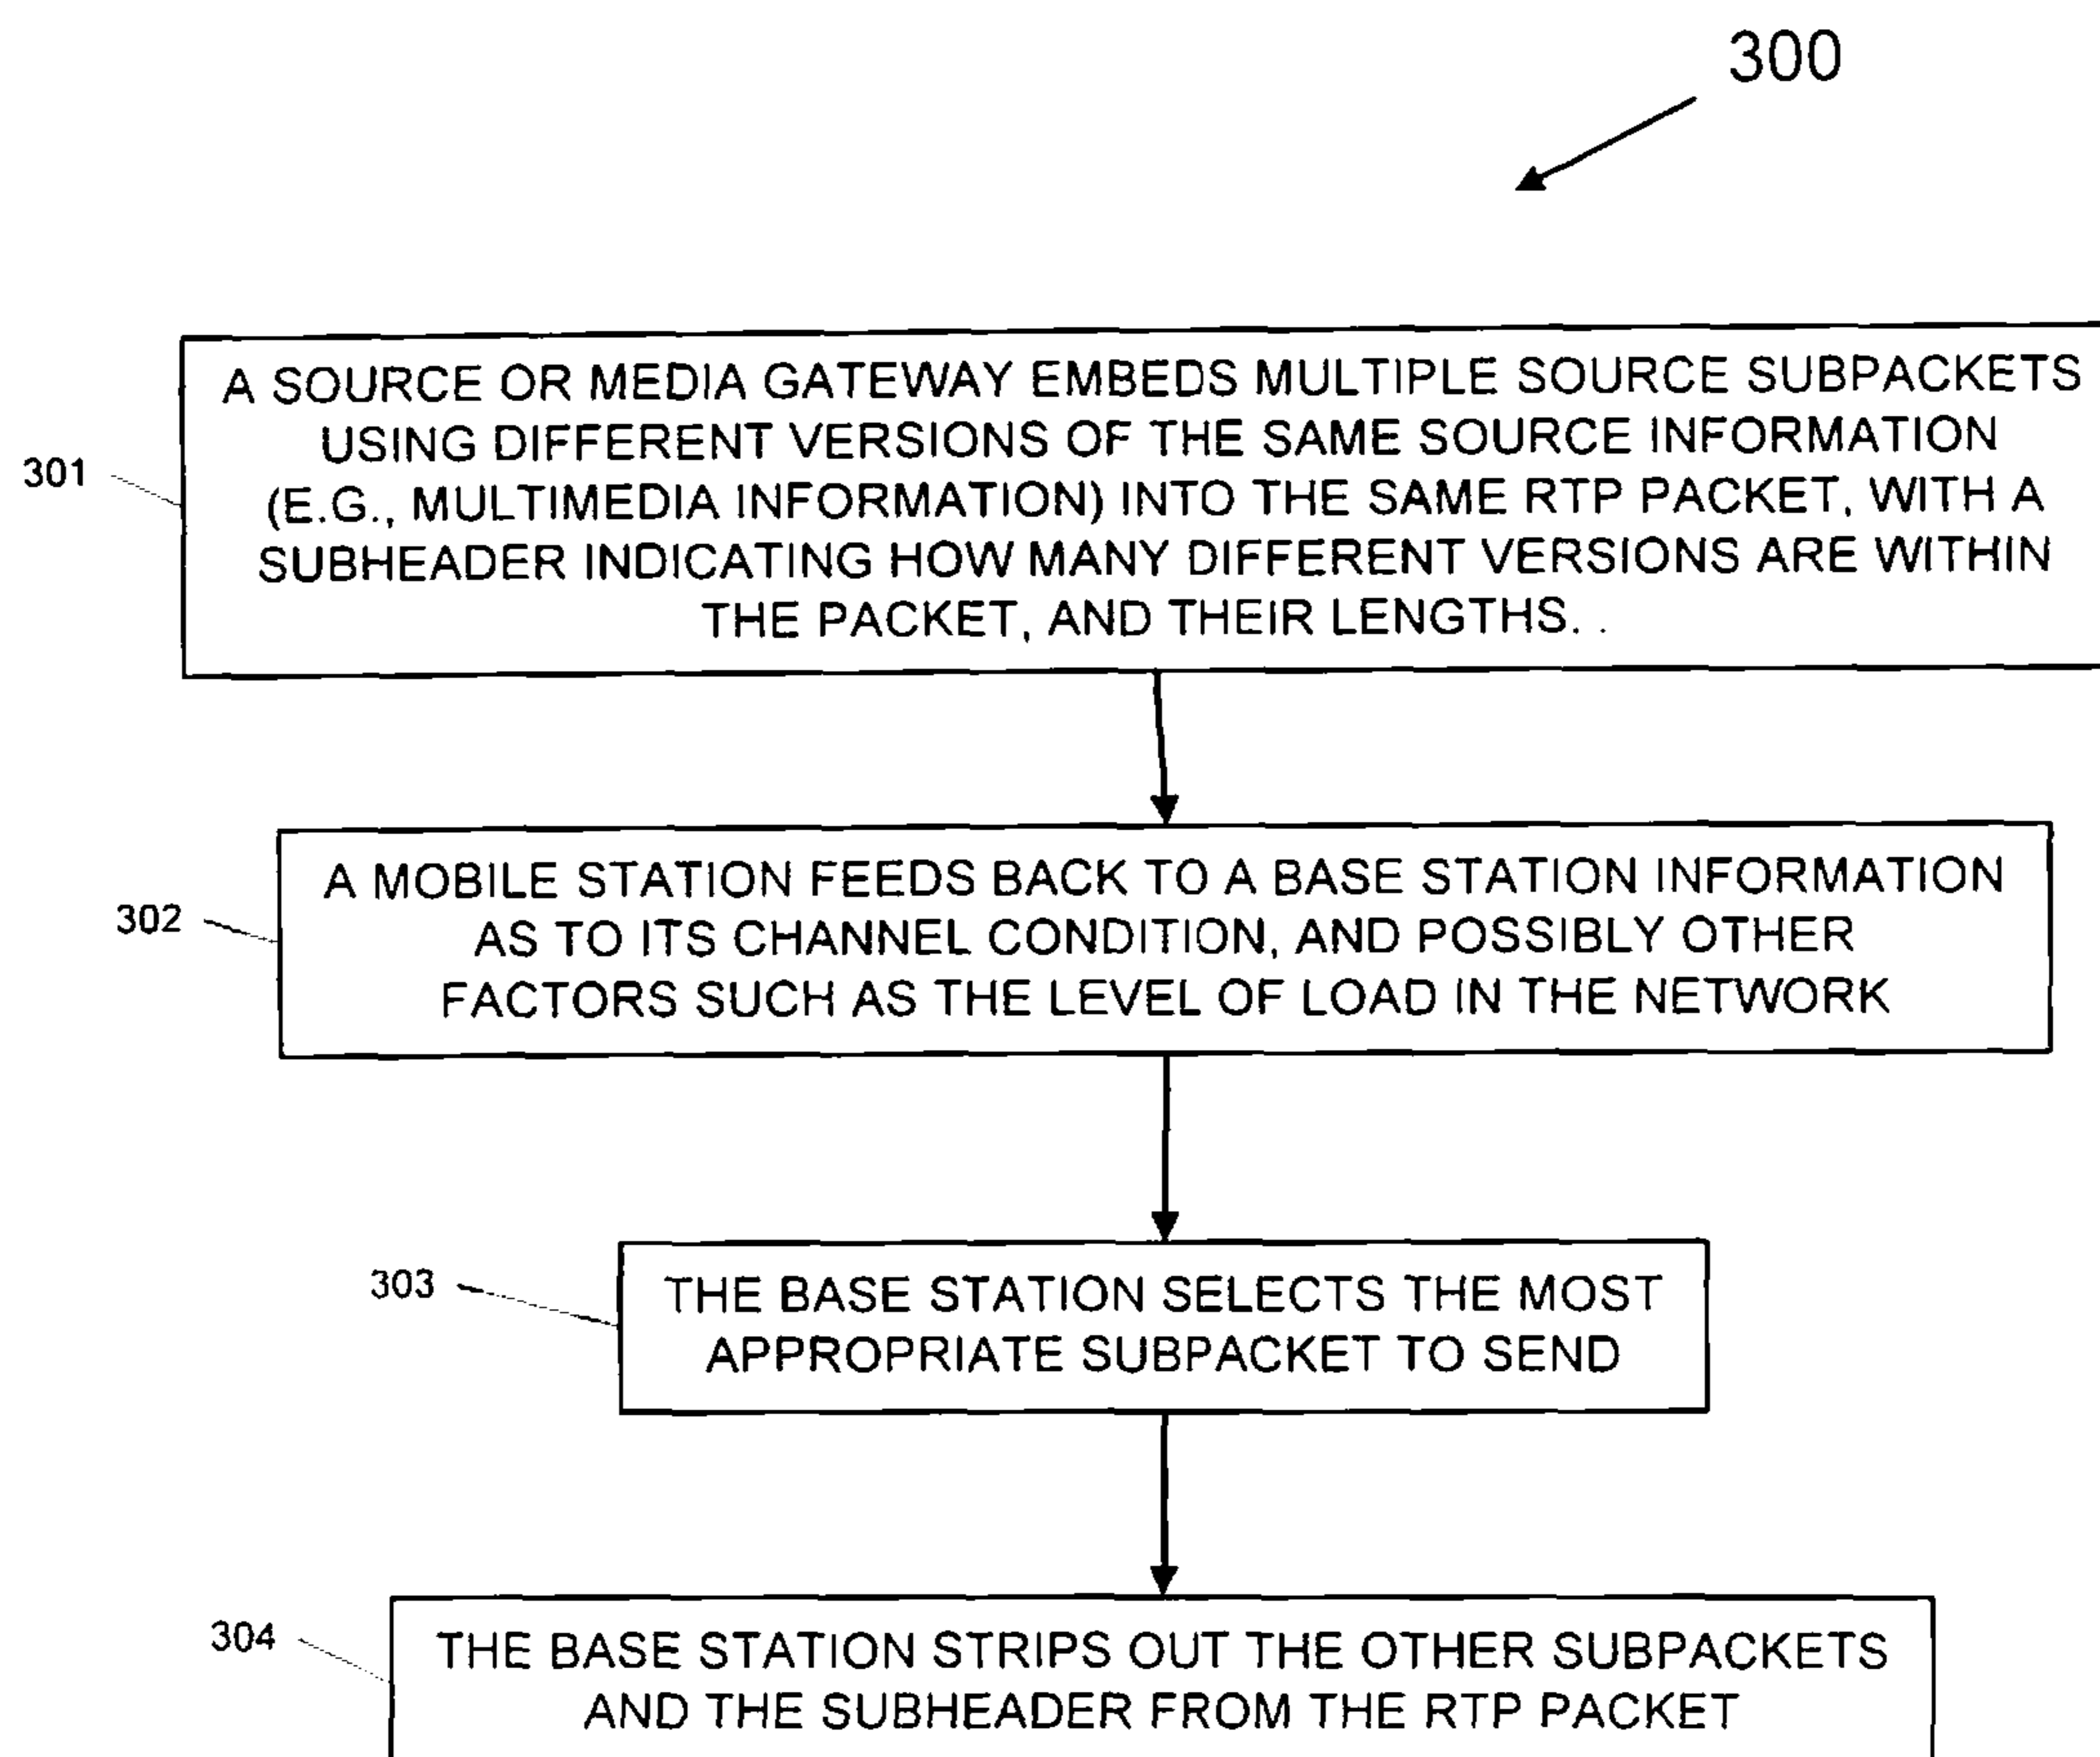 300
A SOURCE OR MEDIA GATEWAY EMBEDS MULTIPLE SOURCE SUBPACKETS
USING DIFFERENT VERSIONS OF THE SAME SOURCE INFORMATION
301
(E.G., MULTIMEDIA INFORMATION) INTO THE SAME RTP PACKET, WITH A
SUBHEADER INDICATING HOW MANY DIFFERENT VERSIONS ARE WITHIN
THE PACKET, AND THEIR LENGTHS. .
A MOBILE STATION FEEDS BACK TO A BASE STATION INFORMATION
302
AS TO ITS CHANNEL CONDITION, AND POSSIBLY OTHER
FACTORS SUCH AS THE LEVEL OF LOAD IN THE NETWORK
303
THE BASE STATION SELECTS THE MOST
APPROPRIATE SUBPACKET TO SEND
304
THE BASE STATION STRIPS OUT THE OTHER SUBPACKETS
AND THE SUBHEADER FROM THE RTP PACKET